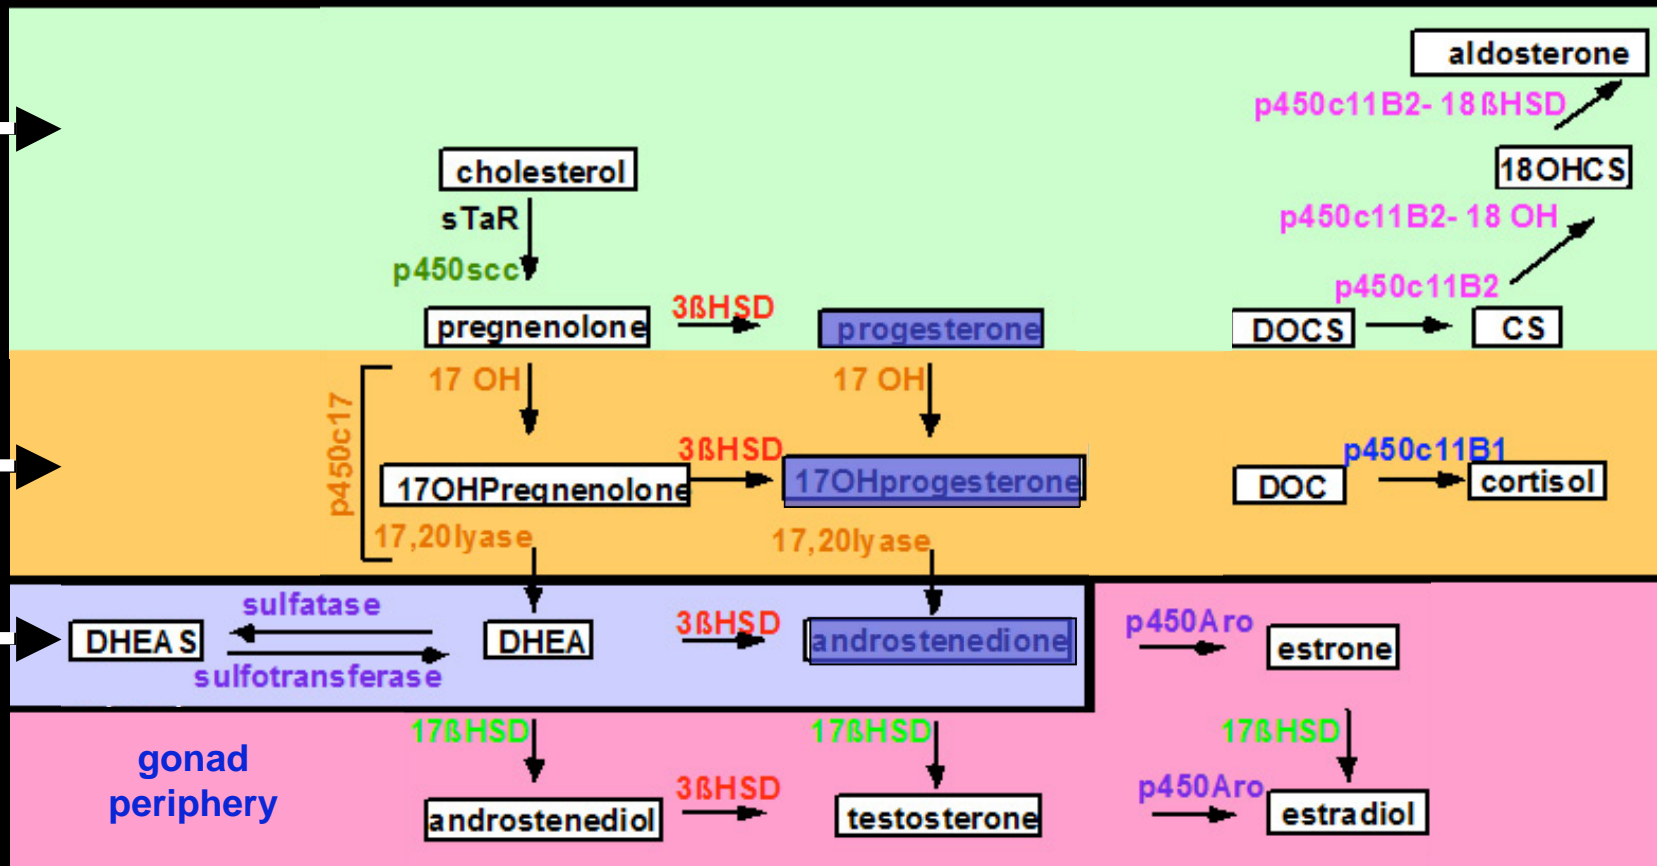 aldosterone
p450c11B2- 18ßHSD
cholesterol
18OHCS
sTaR
p450c11B2- 18 OH
p450scc
p450c11B2
3ßHSD
pregnenolone
progesterone
DOCS
CS
17 OH
17 OH
p450c17
3ßHSD
p450c11B1
17OHPregnenolone
17OHprogesterone
DOC
cortisol
17,20lyase
17,20lyase
sulfatase
3ßHSD
p450Aro
DHEAS
DHEA
androstenedione
estrone
sulfotransferase
17ßHSD
17ßHSD
17ßHSD
gonad
periphery
3ßHSD
p450Aro
androstenediol
testosterone
estradiol